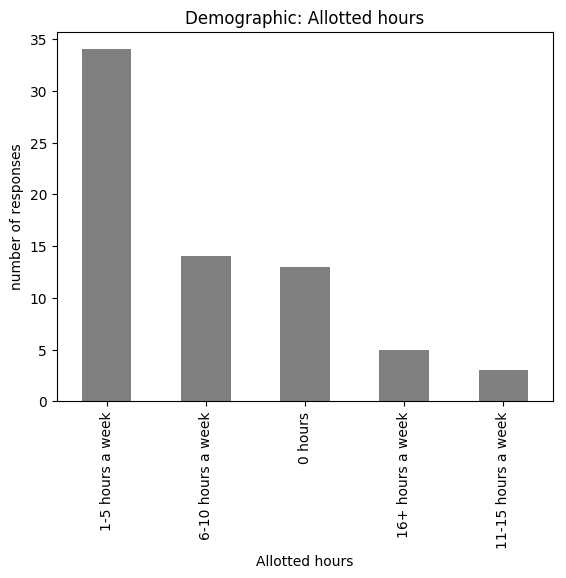 Demographic: Allotted hours
number of responses
35
30
25
20
15
10
5
0
1-5 hours a week
6-10 hours a week
0 hours
16+ hours a week
11-15 hours a week
Allotted hours